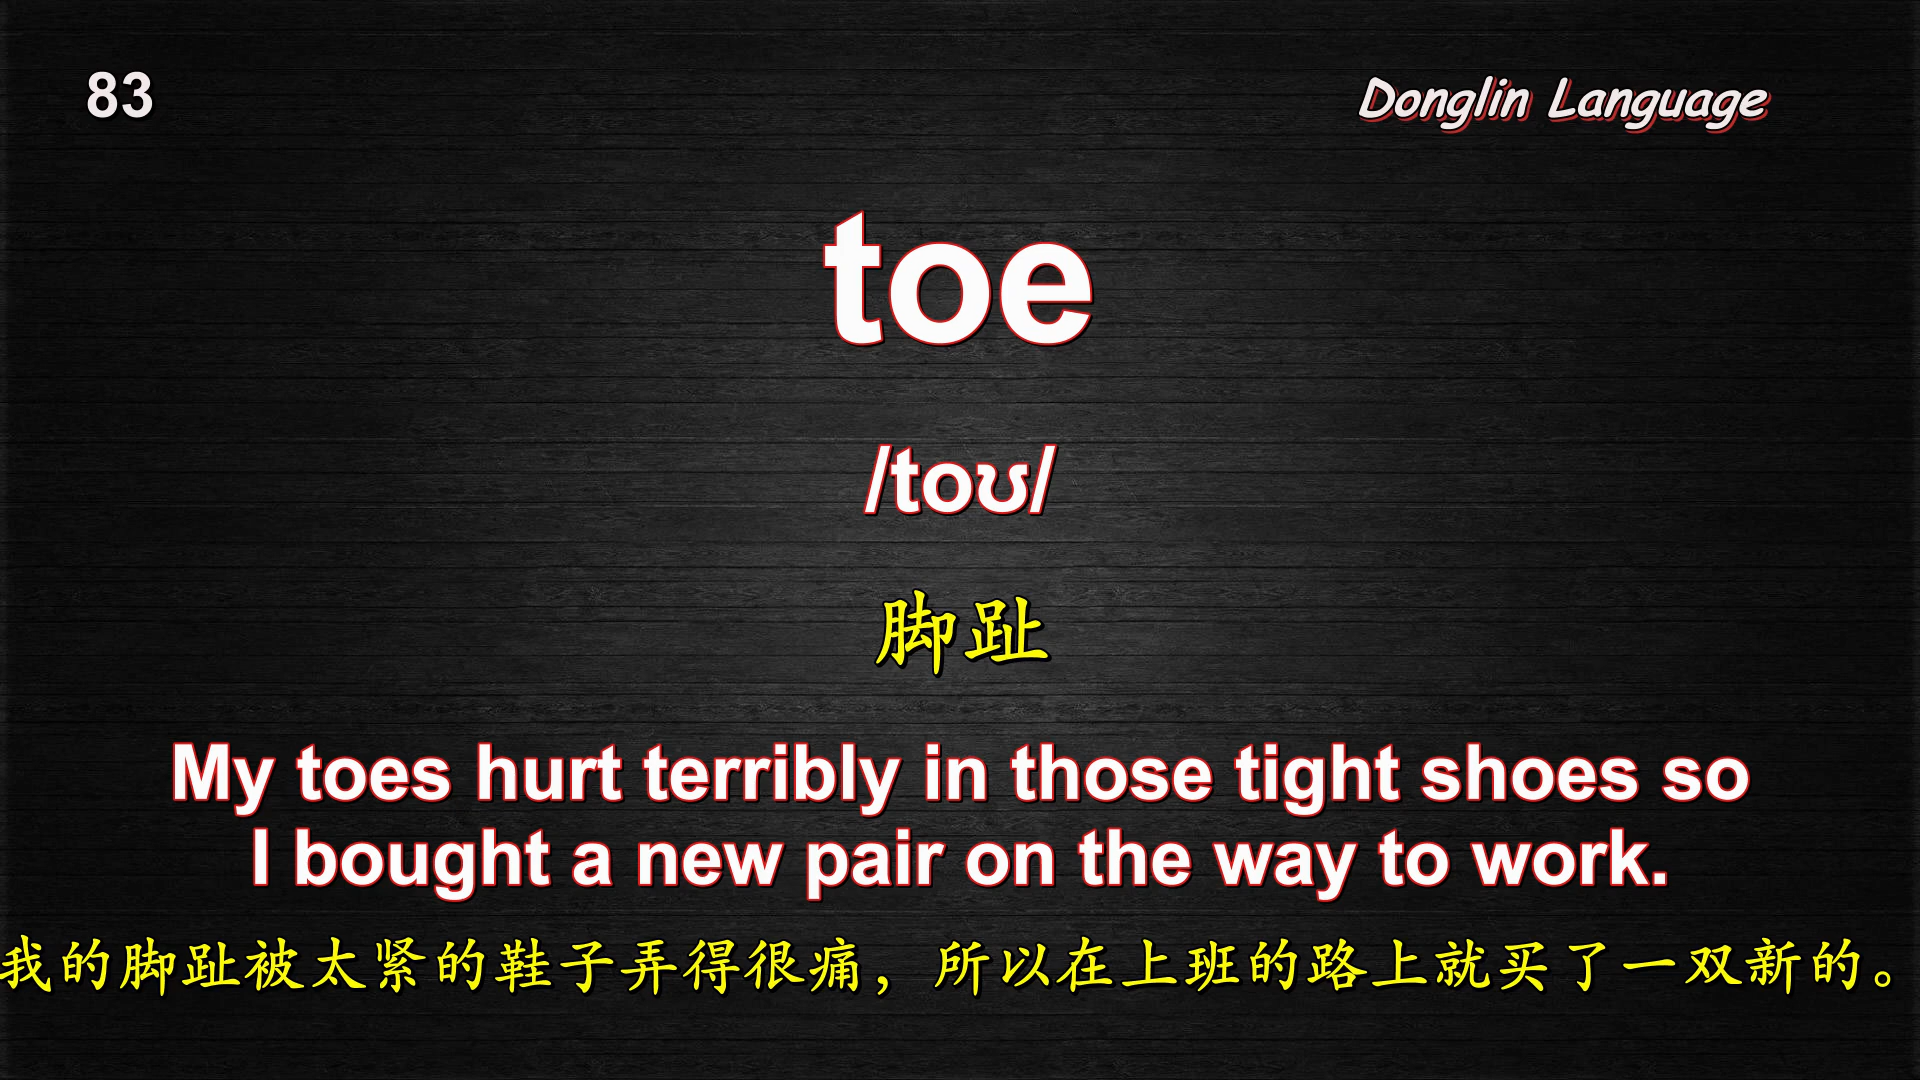 83
Donglin Language
toe
/toʊ/
脚趾
My toes hurt terribly in those tight shoes so
I bought a new pair on the way to work.
我的脚趾被太紧的鞋子弄得很痛，所以在上班的路上就买了一双新的。